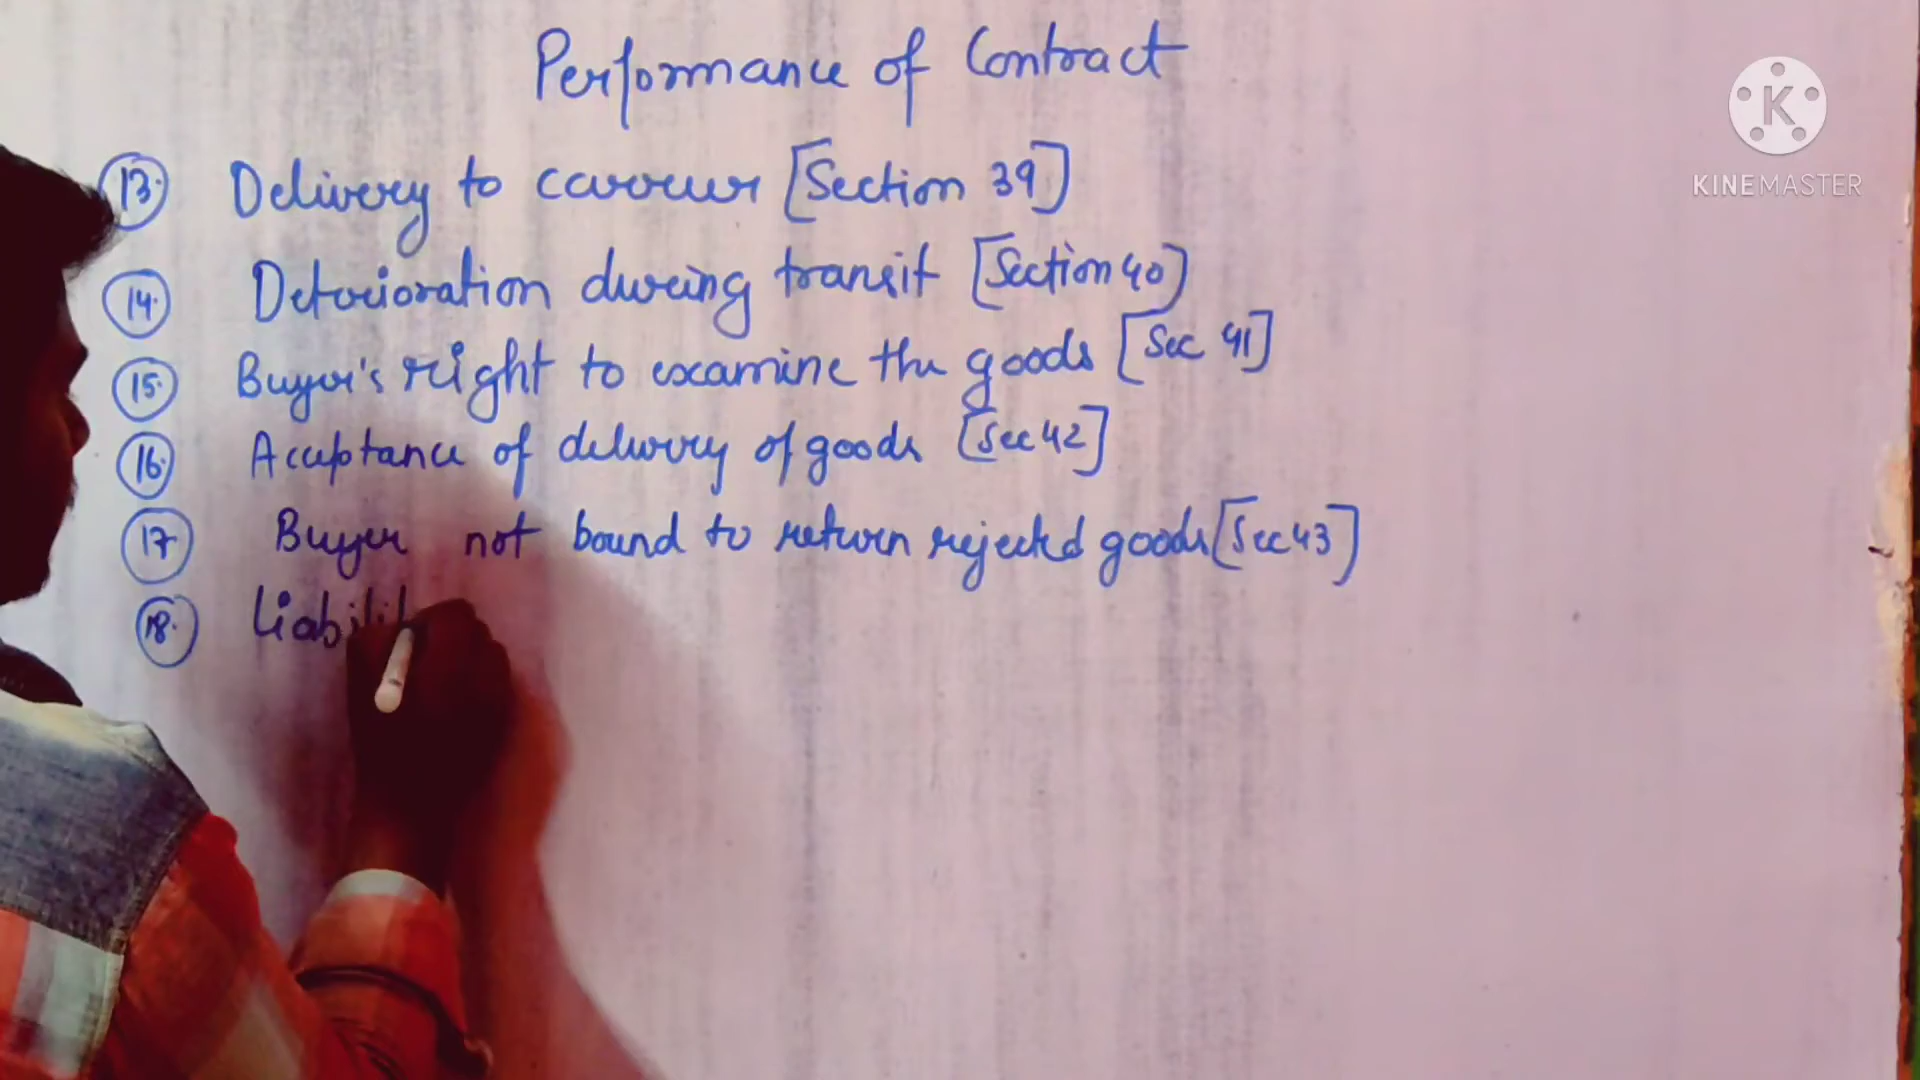 Performance of Contract
K
KINEMASTER
13. Delivery to carrier [Section 39]
14. Deterioration during transit [Section 40]
15. Buyer's right to examine the goods [Sec 41]
16. Acceptance of delivery of goods [Sec 42]
17. Buyer not bound to return rejected goods [Sec 43]
18. Liabilit